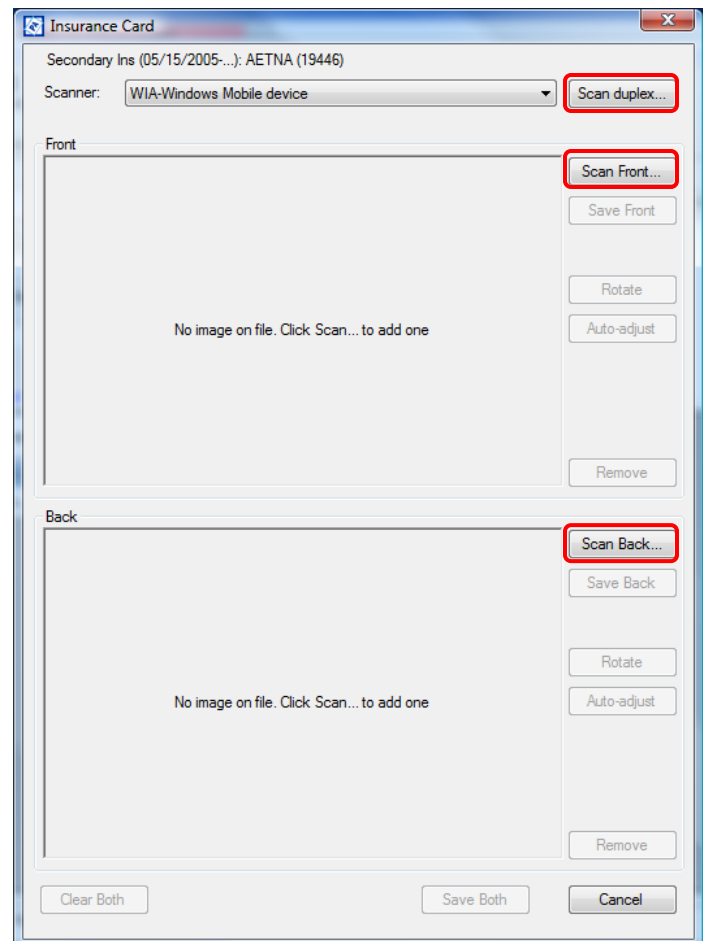 Insurance Card
Secondary Ins (05/15/2005-...): AETNA (19446)
Scanner: WIA-Windows Mobile device Scan duplex...
Front
Scan Front...
Save Front
Rotate
No image on file. Click Scan... to add one
Auto-adjust
Remove
Back
Scan Back...
Save Back
Rotate
No image on file. Click Scan... to add one
Auto-adjust
Remove
Clear Both Save Both Cancel